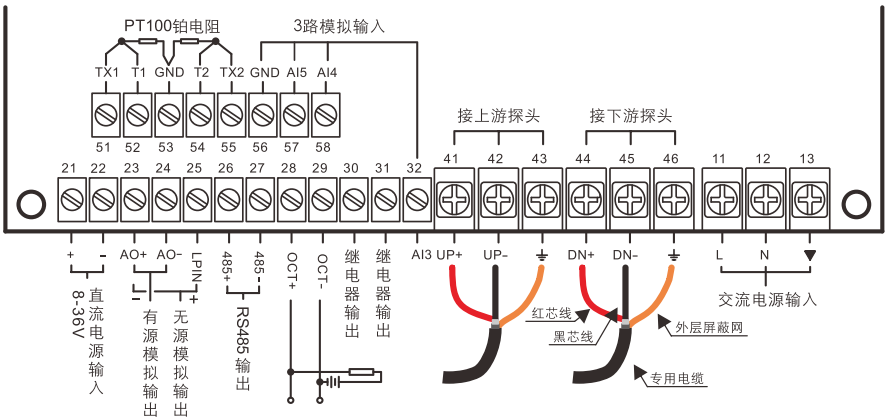 PT100铂电阻
3路模拟输入
TX1 T1 GND T2 TX2 GND AI5 AI4
51 52 53 54 55 56 57 58
接上游探头
接下游探头
21 22 23 24 25 26 27 28 29 30 31 32 41 42 43 44 45 46 11 12 13
+ - AO+ AO- LPIN 485+ 485- OCT+ OCT- 继电器输出 继电器输出 AI3 UP+ UP- DN+ DN- L N
- +
8-36V
直流电源输入
有源模拟输出
无源模拟输出
RS485输出
交流电源输入
红芯线
黑芯线
外层屏蔽网
专用电缆